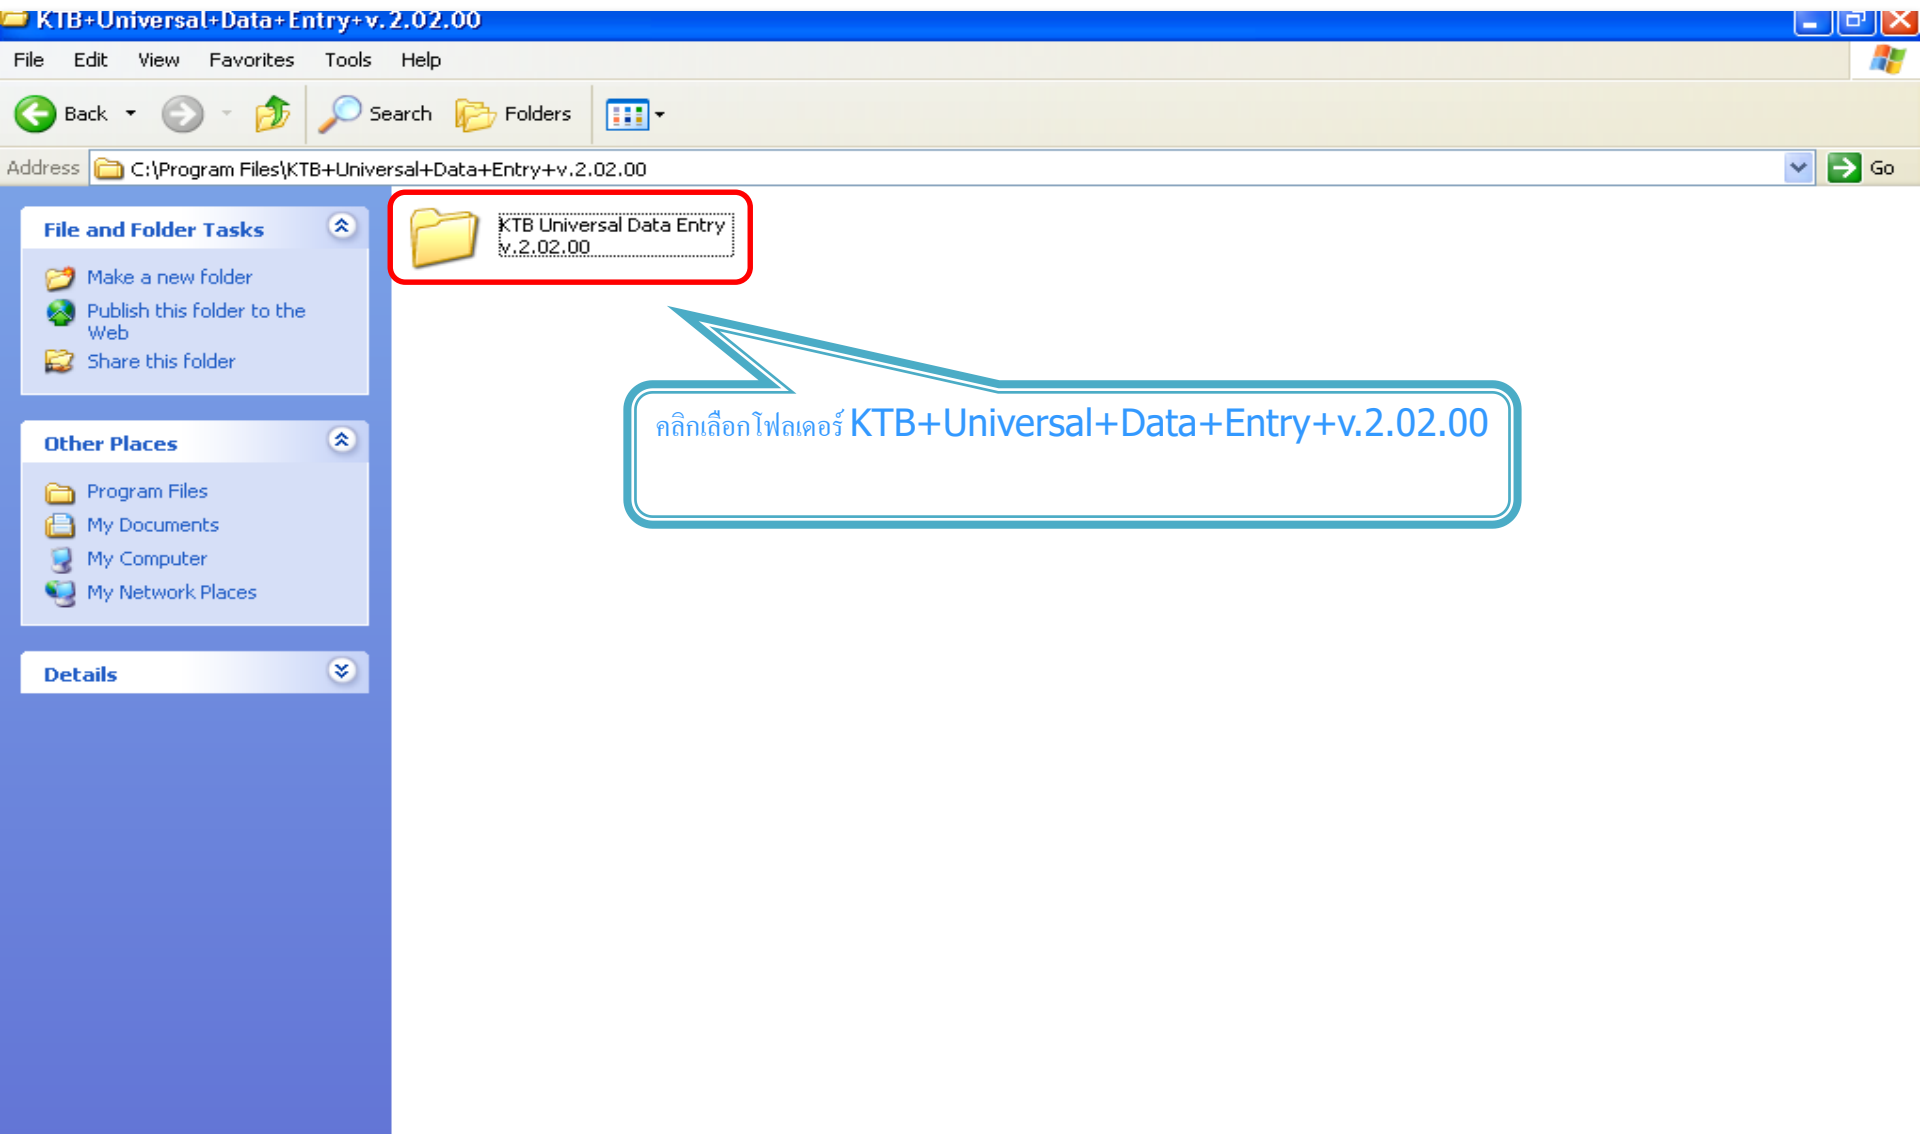 KTB+Universal+Data+Entry+v.2.02.00
File Edit View Favorites Tools Help
Back Search Folders
Address C:\Program Files\KTB+Universal+Data+Entry+v.2.02.00 Go
File and Folder Tasks
Make a new folder
Publish this folder to the
Web
Share this folder
Other Places
Program Files
My Documents
My Computer
My Network Places
Details
KTB Universal Data Entry
v.2.02.00
คลิกเลือกโฟลเดอร์ KTB+Universal+Data+Entry+v.2.02.00